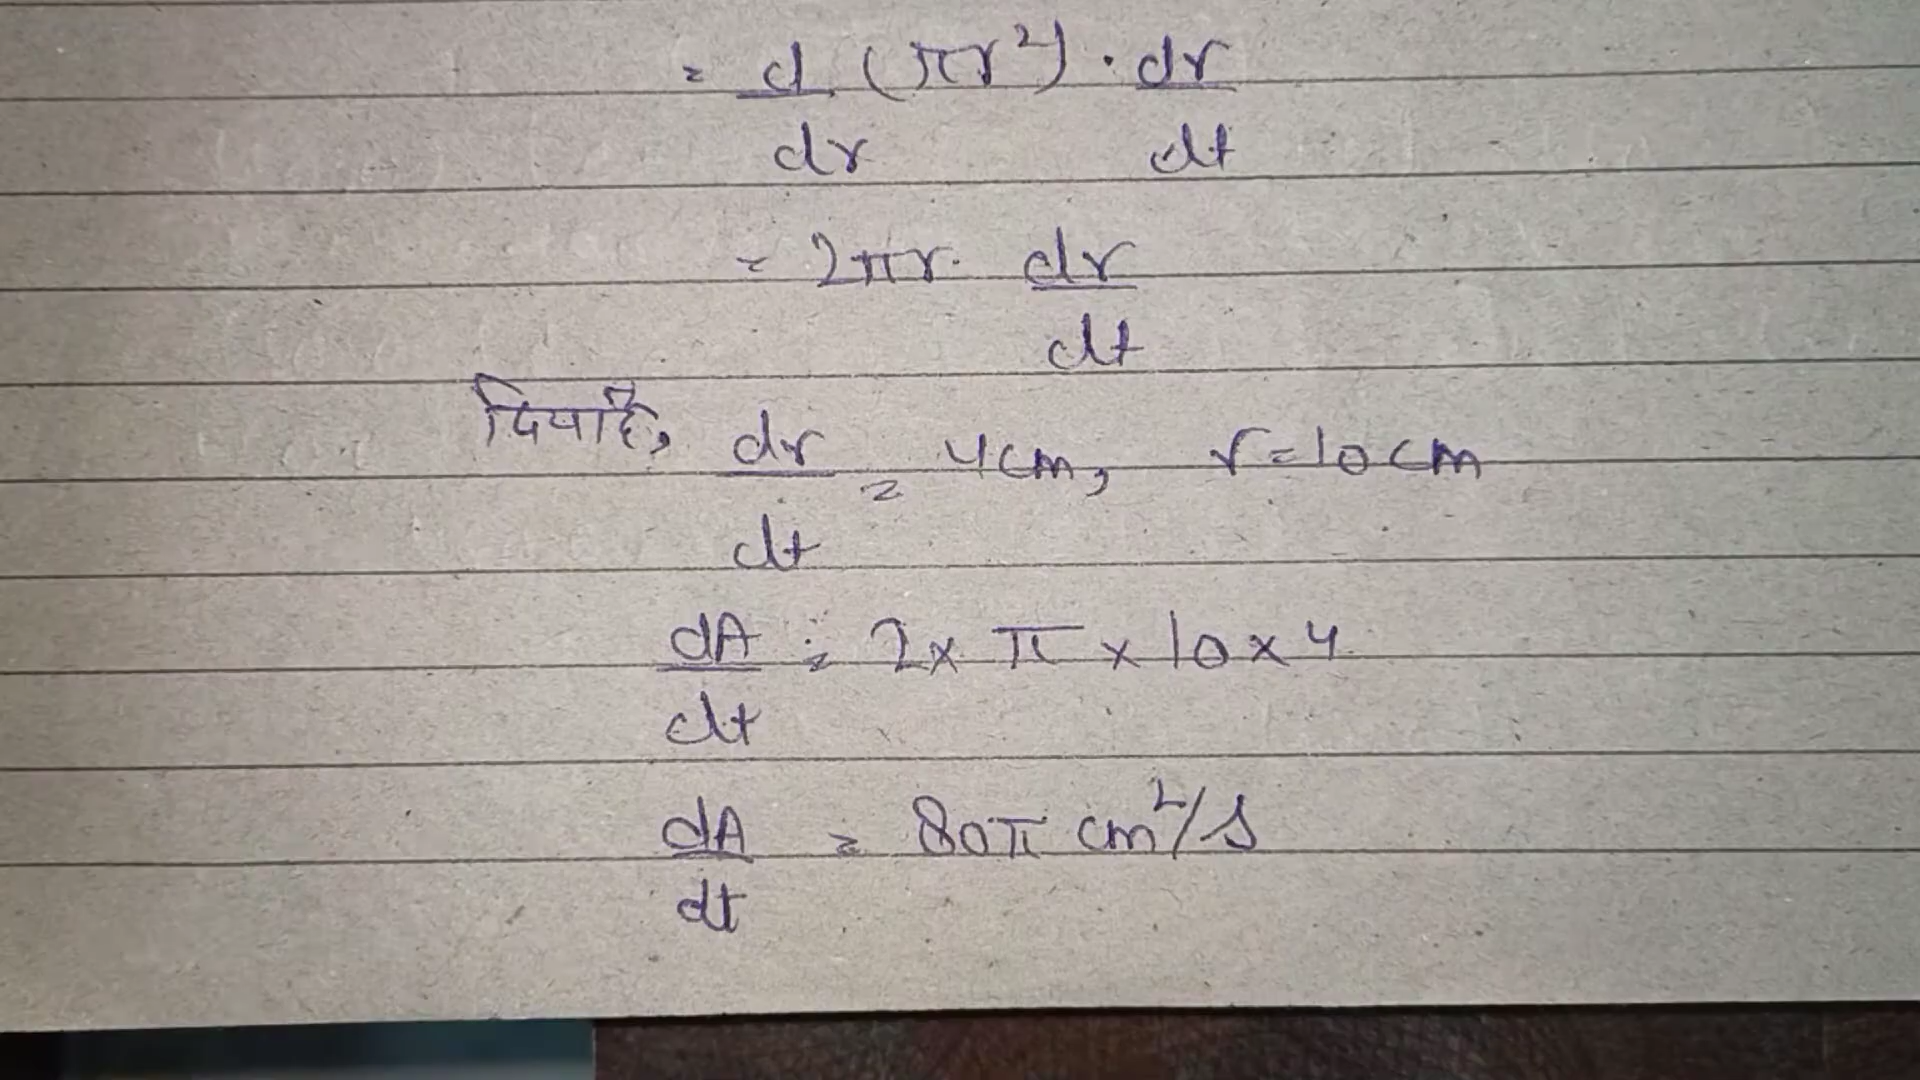 = d/dr (πr²) · dr/dt
= 2πr · dr/dt
दिया है, dr/dt = 4cm, r=10cm
dA/dt = 2 × π × 10 × 4
dA/dt = 80π cm²/s